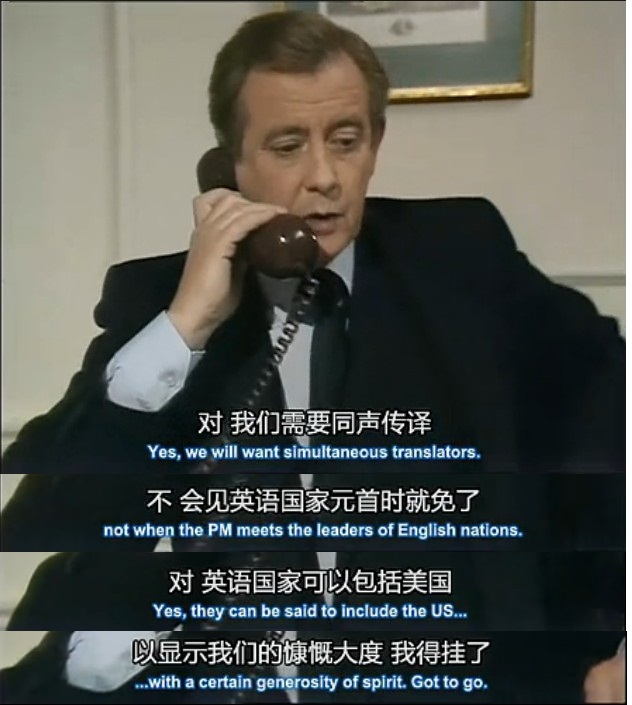 对 我们需要同声传译
Yes, we will want simultaneous translators.
不 会见英语国家元首时就免了
not when the PM meets the leaders of English nations.
对 英语国家可以包括美国
Yes, they can be said to include the US...
以显示我们的慷慨大度 我得挂了
...with a certain generosity of spirit. Got to go.